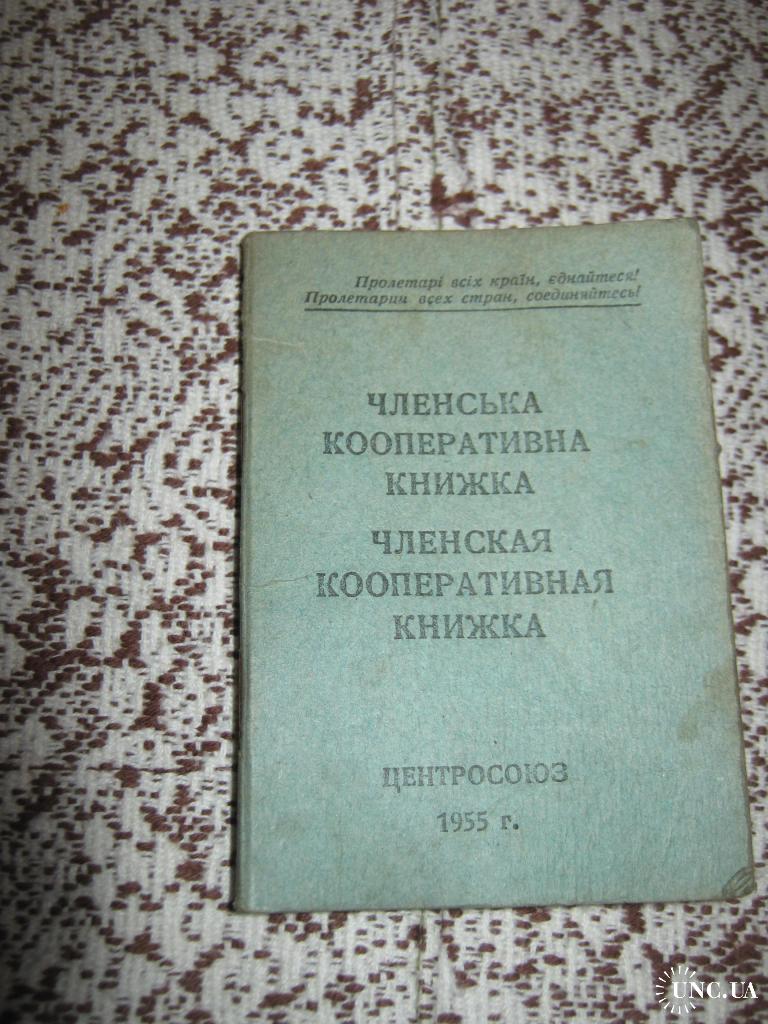 Пролетарі всіх країн, єднайтеся!
Пролетарии всех стран, соединяйтесь!
ЧЛЕНСЬКА
КООПЕРАТИВНА
КНИЖКА
ЧЛЕНСКАЯ
КООПЕРАТИВНАЯ
КНИЖКА
ЦЕНТРОСОЮЗ
1955 г.
UNC.UA